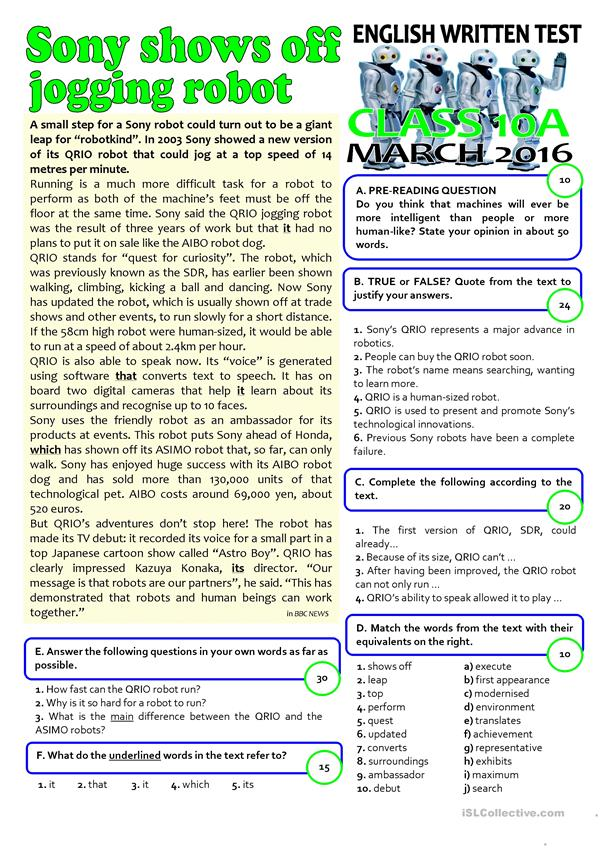 Sony shows off
jogging robot
A small step for a Sony robot could turn out to be a giant
leap for “robotkind”. In 2003 Sony showed a new version
of its QRIO robot that could jog at a top speed of 14
metres per minute.
Running is a much more difficult task for a robot to
perform as both of the machine’s feet must be off the
floor at the same time. Sony said the QRIO jogging robot
was the result of three years of work but that it had no
plans to put it on sale like the AIBO robot dog.
QRIO stands for “quest for curiosity”. The robot, which
was previously known as the SDR, has earlier been shown
walking, climbing, kicking a ball and dancing. Now Sony
has updated the robot, which is usually shown off at trade
shows and other events, to run slowly for a short distance.
If the 58cm high robot were human-sized, it would be able
to run at a speed of about 2.4km per hour.
QRIO is also able to speak now. Its “voice” is generated
using software that converts text to speech. It has on
board two digital cameras that help it learn about its
surroundings and recognise up to 10 faces.
Sony uses the friendly robot as an ambassador for its
products at events. This robot puts Sony ahead of Honda,
which has shown off its ASIMO robot that, so far, can only
walk. Sony has enjoyed huge success with its AIBO robot
dog and has sold more than 130,000 units of that
technological pet. AIBO costs around 69,000 yen, about
520 euros.
But QRIO’s adventures don’t stop here! The robot has
made its TV debut: it recorded its voice for a small part in a
top Japanese cartoon show called “Astro Boy”. QRIO has
clearly impressed Kazuya Konaka, its director. “Our
message is that robots are our partners”, he said. “This has
demonstrated that robots and human beings can work
together.”
in BBC NEWS
E. Answer the following questions in your own words as far as
possible.
30
1. How fast can the QRIO robot run?
2. Why is it so hard for a robot to run?
3. What is the main difference between the QRIO and the
ASIMO robots?
F. What do the underlined words in the text refer to?
15
1. it 2. that 3. it 4. which 5. its
ENGLISH WRITTEN TEST
CLASS 10A
MARCH 2016
10
A. PRE-READING QUESTION
Do you think that machines will ever be
more intelligent than people or more
human-like? State your opinion in about 50
words.
B. TRUE or FALSE? Quote from the text to
justify your answers.
24
1. Sony’s QRIO represents a major advance in
robotics.
2. People can buy the QRIO robot soon.
3. The robot’s name means searching, wanting
to learn more.
4. QRIO is a human-sized robot.
5. QRIO is used to present and promote Sony’s
technological innovations.
6. Previous Sony robots have been a complete
failure.
C. Complete the following according to the
text.
20
1. The first version of QRIO, SDR, could
already…
2. Because of its size, QRIO can’t …
3. After having been improved, the QRIO robot
can not only run …
4. QRIO’s ability to speak allowed it to play …
D. Match the words from the text with their
equivalents on the right.
10
1. shows off a) execute
2. leap b) first appearance
3. top c) modernised
4. perform d) environment
5. quest e) translates
6. updated f) achievement
7. converts g) representative
8. surroundings h) exhibits
9. ambassador i) maximum
10. debut j) search
iSLCollective.com